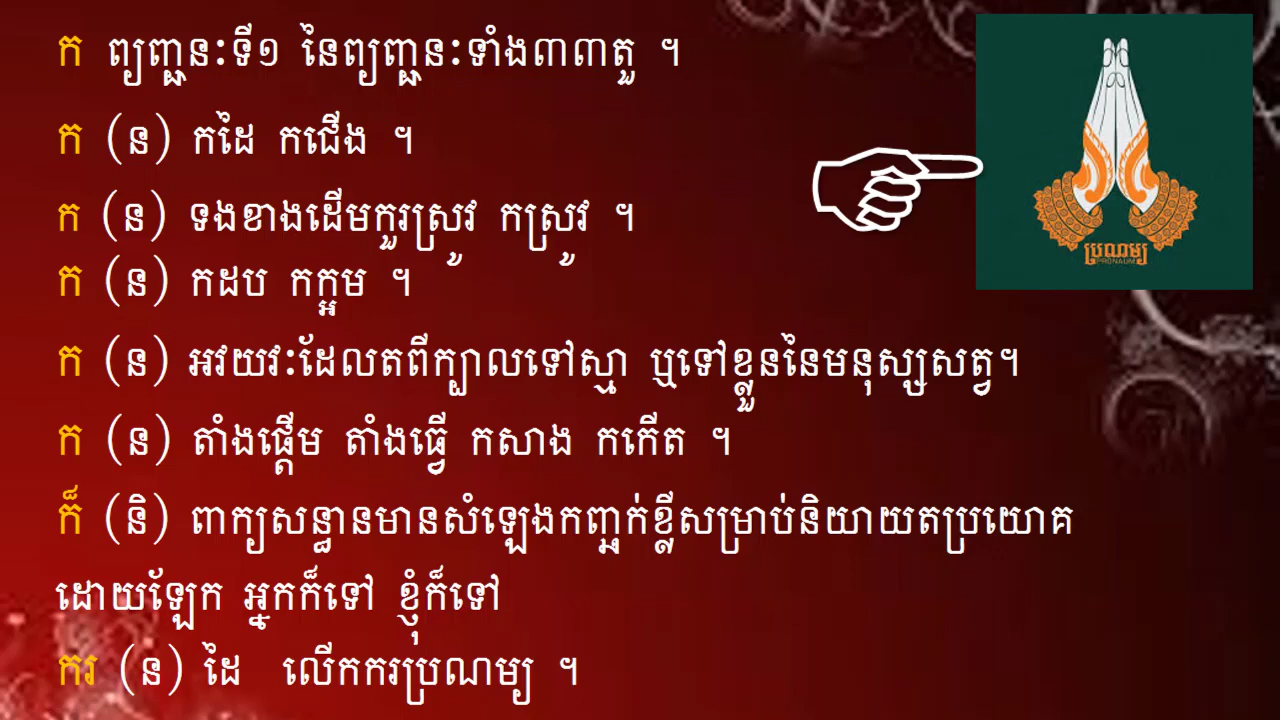 ក ព្យញ្ជនៈទី១ នៃព្យញ្ជនៈទាំង៣៣តួ ។
ក (ន) កដៃ កជើង ។
ក (ន) ទងខាងដើមកួរស្រូវ កស្រូវ ។
ក (ន) កដប កក្អម ។
ក (ន) អវយវៈដែលតពីក្បាលទៅស្មា ឬទៅខ្លួននៃមនុស្សសត្វ។
ក (ន) តាំងផ្ដើម តាំងធ្វើ កសាង កកើត ។
ក៏ (និ) ពាក្យសន្ធានមានសំឡេងកញ្ឆក់ខ្លីសម្រាប់និយាយតប្រយោគ
ដោយឡែក អ្នកក៏ទៅ ខ្ញុំក៏ទៅ
ករ (ន) ដៃ លើកករប្រណម្យ ។
ប្រណម្យ
PRONAUM